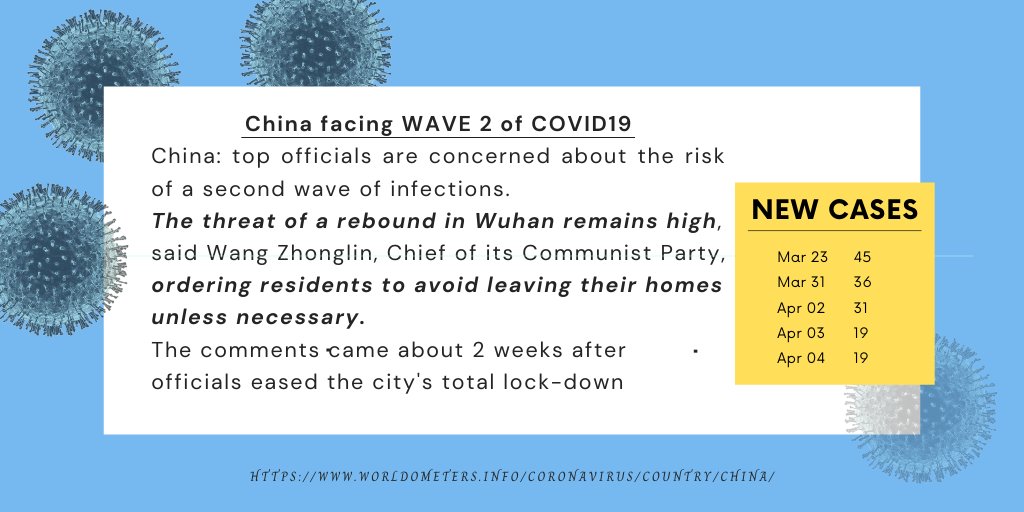 China facing WAVE 2 of COVID19
China: top officials are concerned about the risk
of a second wave of infections.
The threat of a rebound in Wuhan remains high,
said Wang Zhonglin, Chief of its Communist Party,
ordering residents to avoid leaving their homes
unless necessary.
The comments came about 2 weeks after
officials eased the city's total lock-down
NEW CASES
Mar 23 45
Mar 31 36
Apr 02 31
Apr 03 19
Apr 04 19
HTTPS://WWW.WORLDOMETERS.INFO/CORONAVIRUS/COUNTRY/CHINA/